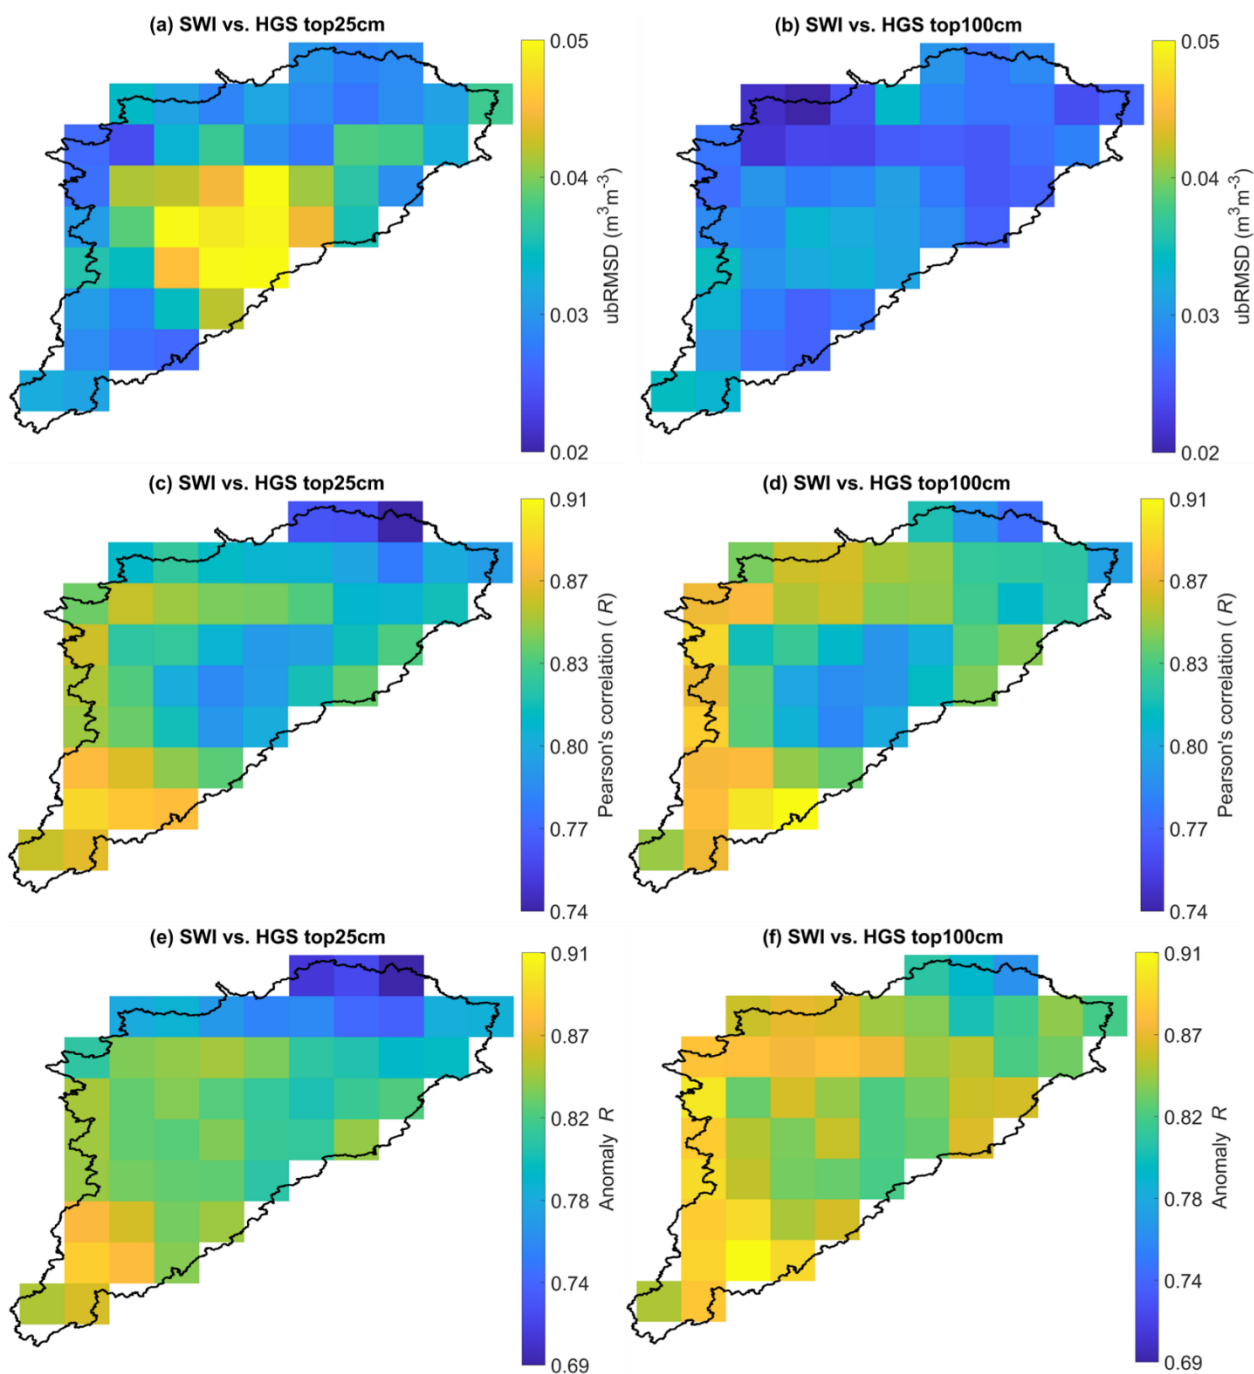 (a) SWI vs. HGS top25cm
0.05
0.04
0.03
0.02
ubRMSD (m³m⁻³)
(b) SWI vs. HGS top100cm
0.05
0.04
0.03
0.02
ubRMSD (m³m⁻³)
(c) SWI vs. HGS top25cm
0.91
0.87
0.83
0.80
0.77
0.74
Pearson's correlation ( R)
(d) SWI vs. HGS top100cm
0.91
0.87
0.83
0.80
0.77
0.74
Pearson's correlation ( R)
(e) SWI vs. HGS top25cm
0.91
0.87
0.82
0.78
0.74
0.69
Anomaly R
(f) SWI vs. HGS top100cm
0.91
0.87
0.82
0.78
0.74
0.69
Anomaly R